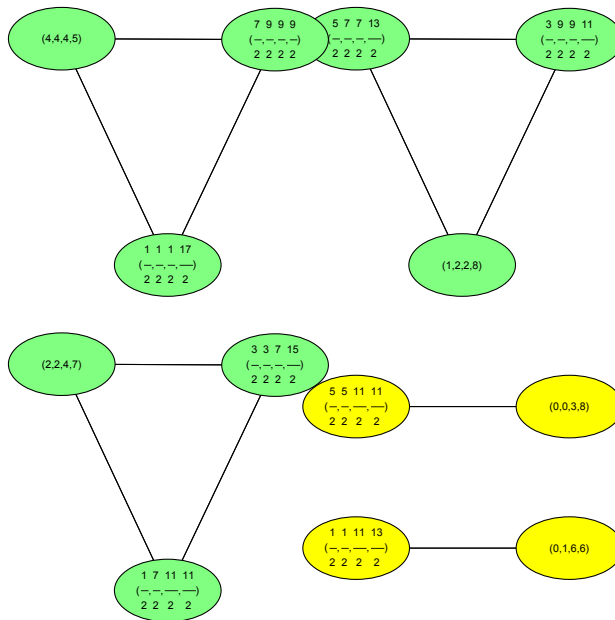 (4,4,4,5)
7 9 9 9
(—,—,—,—)
2 2 2 2
5 7 7 13
(—,—,—,—)
2 2 2 2
3 9 9 11
(—,—,—,—)
2 2 2 2
1 1 1 17
(—,—,—,—)
2 2 2 2
(1,2,2,8)
(2,2,4,7)
3 3 7 15
(—,—,—,—)
2 2 2 2
5 5 11 11
(—,—,—,—)
2 2 2 2
(0,0,3,8)
1 1 11 13
(—,—,—,—)
2 2 2 2
(0,1,6,6)
1 7 11 11
(—,—,—,—)
2 2 2 2